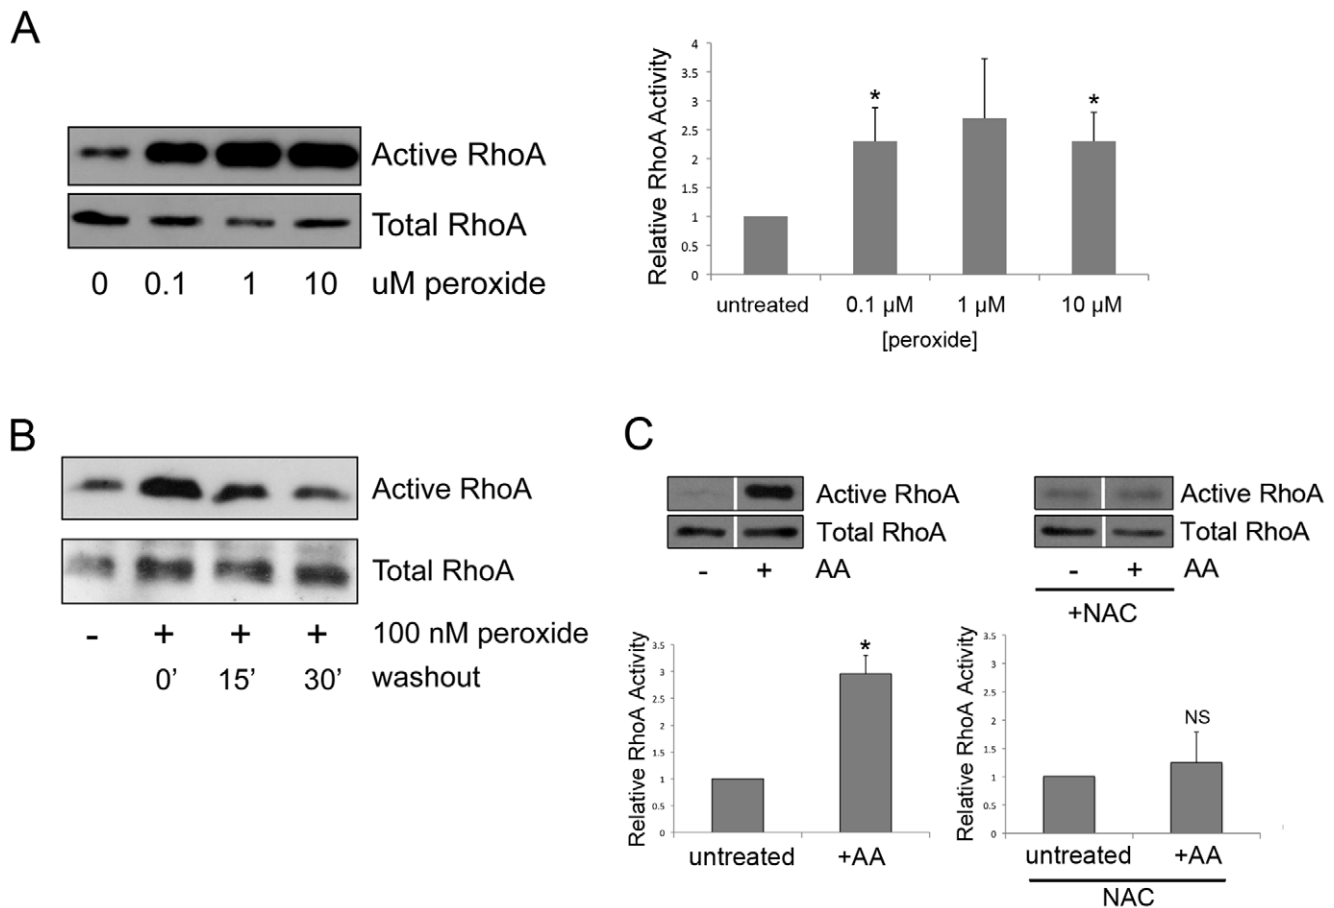 A
Active RhoA
Total RhoA
0 0.1 1 10 uM peroxide
Relative RhoA Activity
4
3.5
3
2.5
2
1.5
1
0.5
0
* *
untreated 0.1 μM 1 μM 10 μM
[peroxide]
B
Active RhoA
Total RhoA
- + + + 100 nM peroxide
0’ 15’ 30’ washout
C
Active RhoA
Total RhoA
- + AA
Relative RhoA Activity
3.5
3
2.5
2
1.5
1
0.5
0
*
untreated +AA
Active RhoA
Total RhoA
- + AA
+NAC
Relative RhoA Activity
3.5
3
2.5
2
1.5
1
0.5
0
NS
untreated +AA
NAC